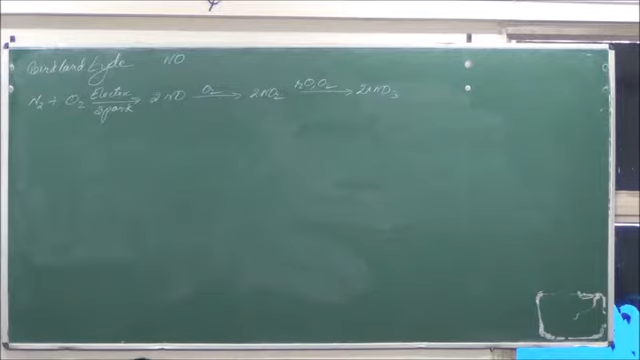 Birkland Eyde NO
N₂ + O₂ Electric Spark → 2NO O₂ → 2NO₂ H₂O, O₂ → 2HNO₃